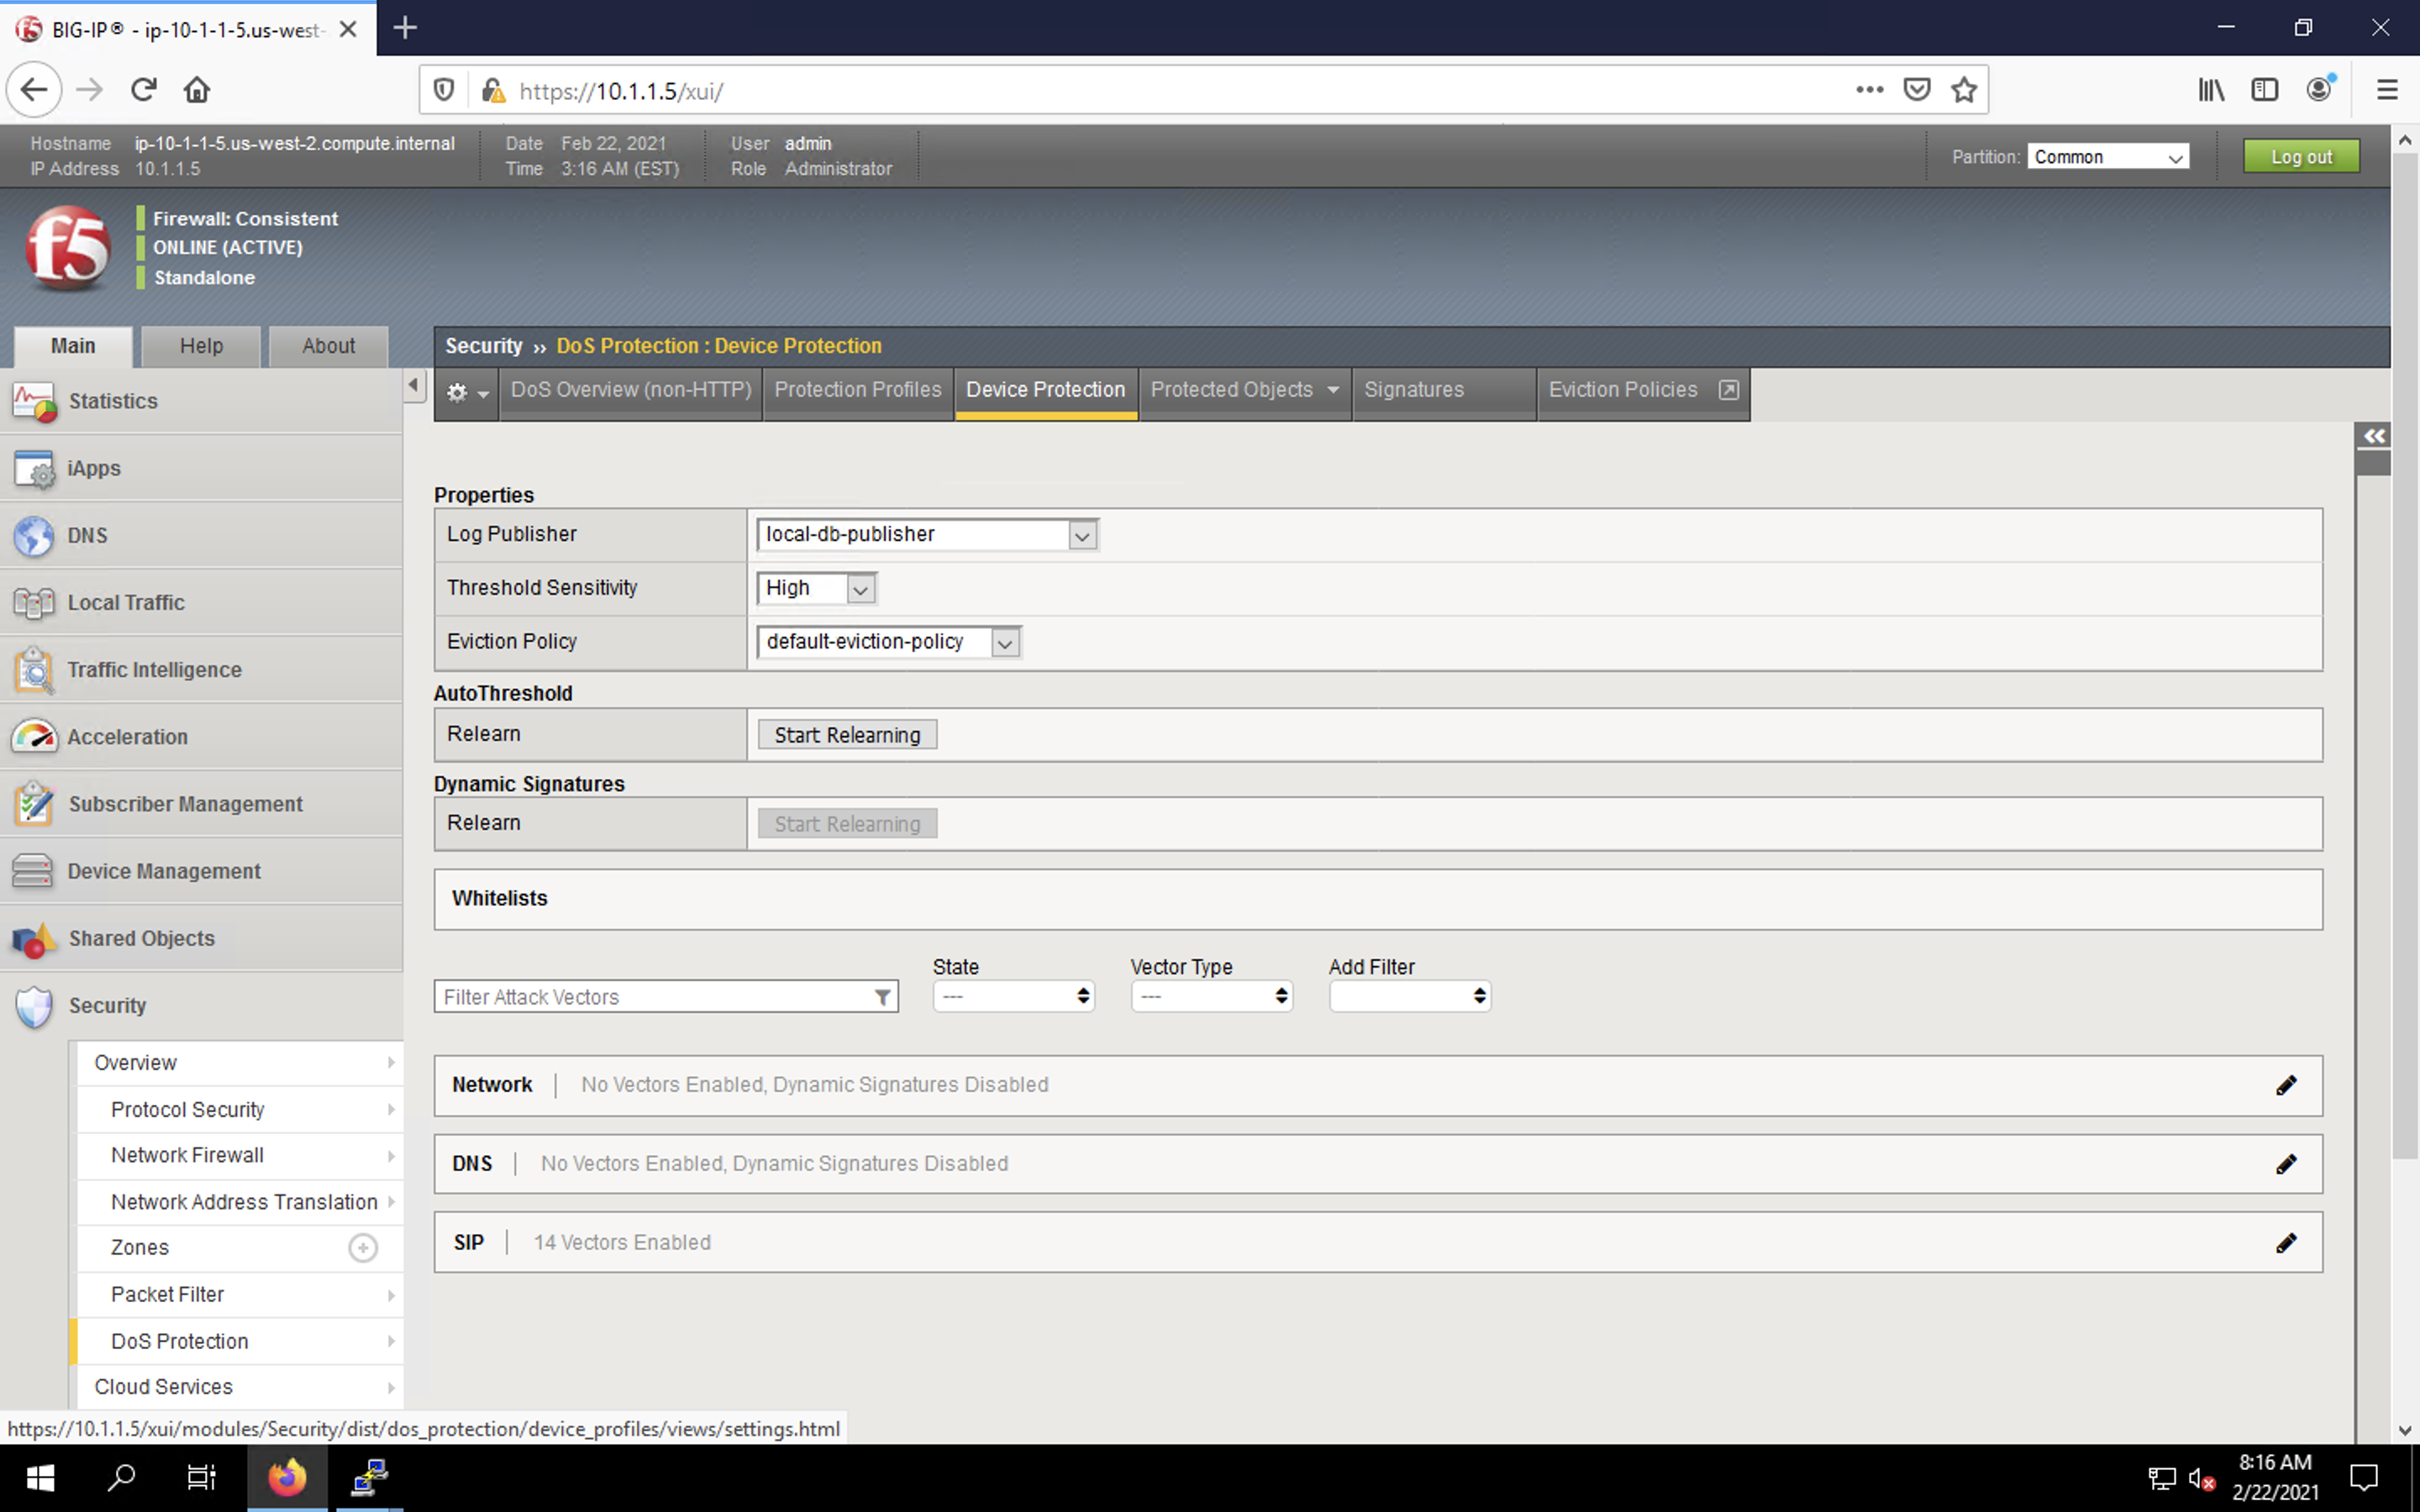 BIG-IP® - ip-10-1-1-5.us-west-
https://10.1.1.5/xui/
Hostname ip-10-1-1-5.us-west-2.compute.internal Date Feb 22, 2021 User admin
IP Address 10.1.1.5 Time 3:16 AM (EST) Role Administrator
Partition: Common Log out
f5
Firewall: Consistent
ONLINE (ACTIVE)
Standalone
Main Help About
Security ›› DoS Protection : Device Protection
DoS Overview (non-HTTP) Protection Profiles Device Protection Protected Objects Signatures Eviction Policies
Statistics
iApps
DNS
Local Traffic
Traffic Intelligence
Acceleration
Subscriber Management
Device Management
Shared Objects
Security
Overview
Protocol Security
Network Firewall
Network Address Translation
Zones
Packet Filter
DoS Protection
Cloud Services
Properties
Log Publisher local-db-publisher
Threshold Sensitivity High
Eviction Policy default-eviction-policy
AutoThreshold
Relearn Start Relearning
Dynamic Signatures
Relearn Start Relearning
Whitelists
State Vector Type Add Filter
Filter Attack Vectors --- ---
Network | No Vectors Enabled, Dynamic Signatures Disabled
DNS | No Vectors Enabled, Dynamic Signatures Disabled
SIP | 14 Vectors Enabled
https://10.1.1.5/xui/modules/Security/dist/dos_protection/device_profiles/views/settings.html
8:16 AM
2/22/2021